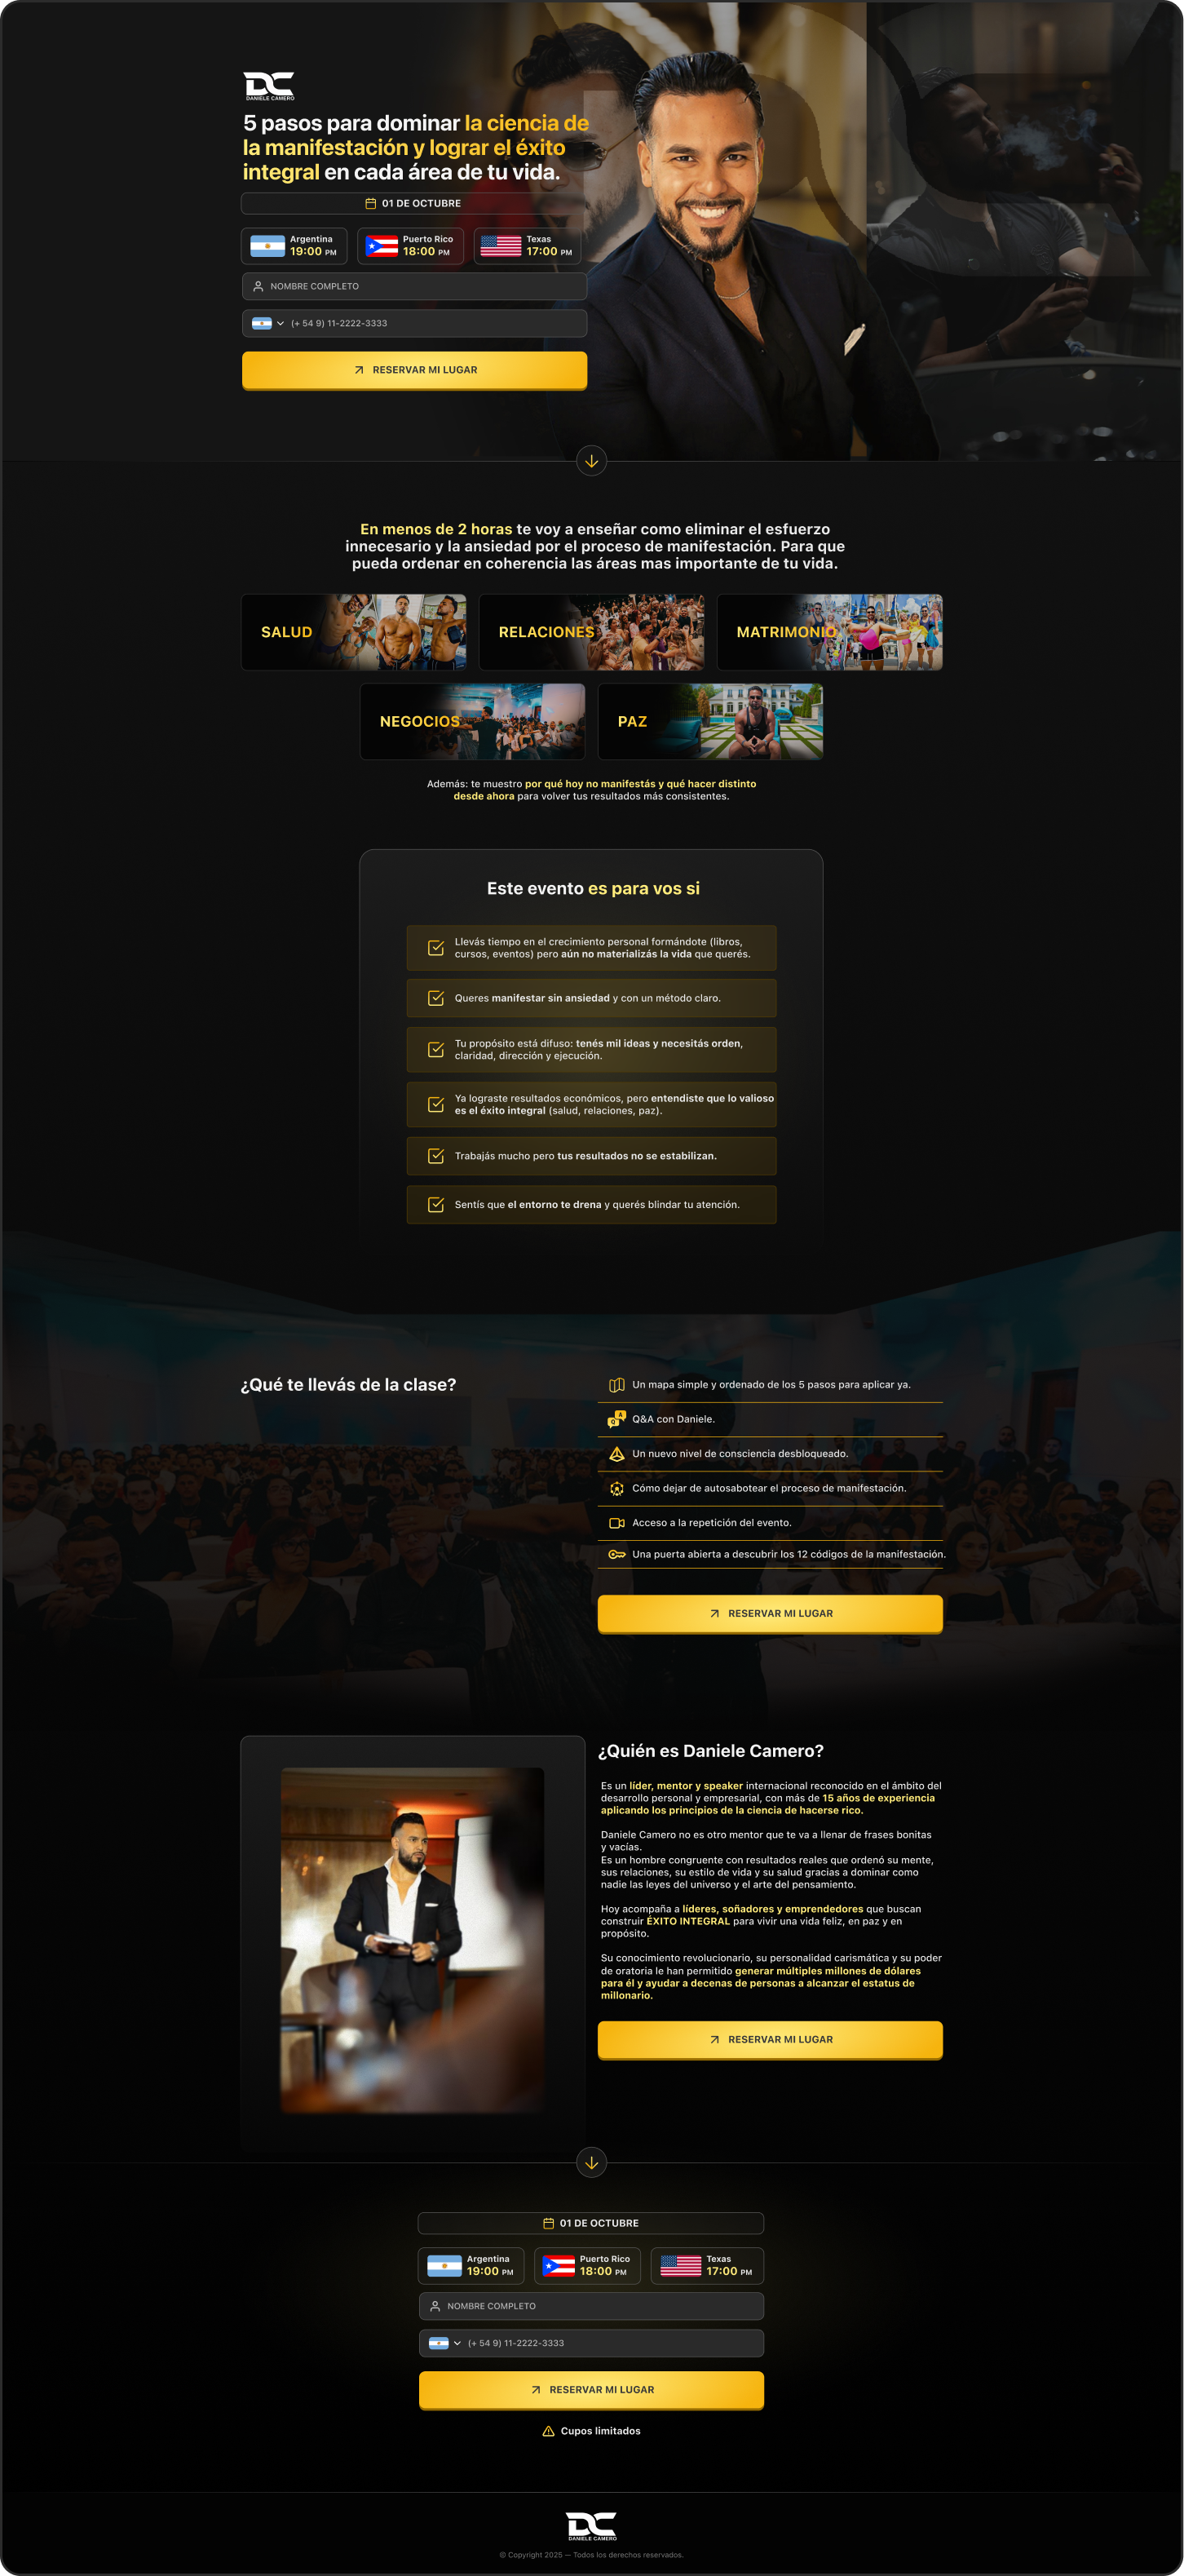 DC
DANIELE CAMERO
5 pasos para dominar la ciencia de
la manifestación y lograr el éxito
integral en cada área de tu vida.
01 DE OCTUBRE
Argentina
19:00 PM
Puerto Rico
18:00 PM
Texas
17:00 PM
NOMBRE COMPLETO
(+ 54 9) 11-2222-3333
RESERVAR MI LUGAR
En menos de 2 horas te voy a enseñar como eliminar el esfuerzo
innecesario y la ansiedad por el proceso de manifestación. Para que
pueda ordenar en coherencia las áreas mas importante de tu vida.
SALUD
RELACIONES
MATRIMONIO
NEGOCIOS
PAZ
Además: te muestro por qué hoy no manifestás y qué hacer distinto
desde ahora para volver tus resultados más consistentes.
Este evento es para vos si
Llevás tiempo en el crecimiento personal formándote (libros,
cursos, eventos) pero aún no materializás la vida que querés.
Queres manifestar sin ansiedad y con un método claro.
Tu propósito está difuso: tenés mil ideas y necesitás orden,
claridad, dirección y ejecución.
Ya lograste resultados económicos, pero entendiste que lo valioso
es el éxito integral (salud, relaciones, paz).
Trabajás mucho pero tus resultados no se estabilizan.
Sentís que el entorno te drena y querés blindar tu atención.
¿Qué te llevás de la clase?
Un mapa simple y ordenado de los 5 pasos para aplicar ya.
Q&A con Daniele.
Un nuevo nivel de consciencia desbloqueado.
Cómo dejar de autosabotear el proceso de manifestación.
Acceso a la repetición del evento.
Una puerta abierta a descubrir los 12 códigos de la manifestación.
RESERVAR MI LUGAR
¿Quién es Daniele Camero?
Es un líder, mentor y speaker internacional reconocido en el ámbito del
desarrollo personal y empresarial, con más de 15 años de experiencia
aplicando los principios de la ciencia de hacerse rico.
Daniele Camero no es otro mentor que te va a llenar de frases bonitas
y vacías.
Es un hombre congruente con resultados reales que ordenó su mente,
sus relaciones, su estilo de vida y su salud gracias a dominar como
nadie las leyes del universo y el arte del pensamiento.
Hoy acompaña a líderes, soñadores y emprendedores que buscan
construir ÉXITO INTEGRAL para vivir una vida feliz, en paz y en
propósito.
Su conocimiento revolucionario, su personalidad carismática y su poder
de oratoria le han permitido generar múltiples millones de dólares
para él y ayudar a decenas de personas a alcanzar el estatus de
millonario.
RESERVAR MI LUGAR
01 DE OCTUBRE
Argentina
19:00 PM
Puerto Rico
18:00 PM
Texas
17:00 PM
NOMBRE COMPLETO
(+ 54 9) 11-2222-3333
RESERVAR MI LUGAR
Cupos limitados
DC
DANIELE CAMERO
© Copyright 2025 — Todos los derechos reservados.